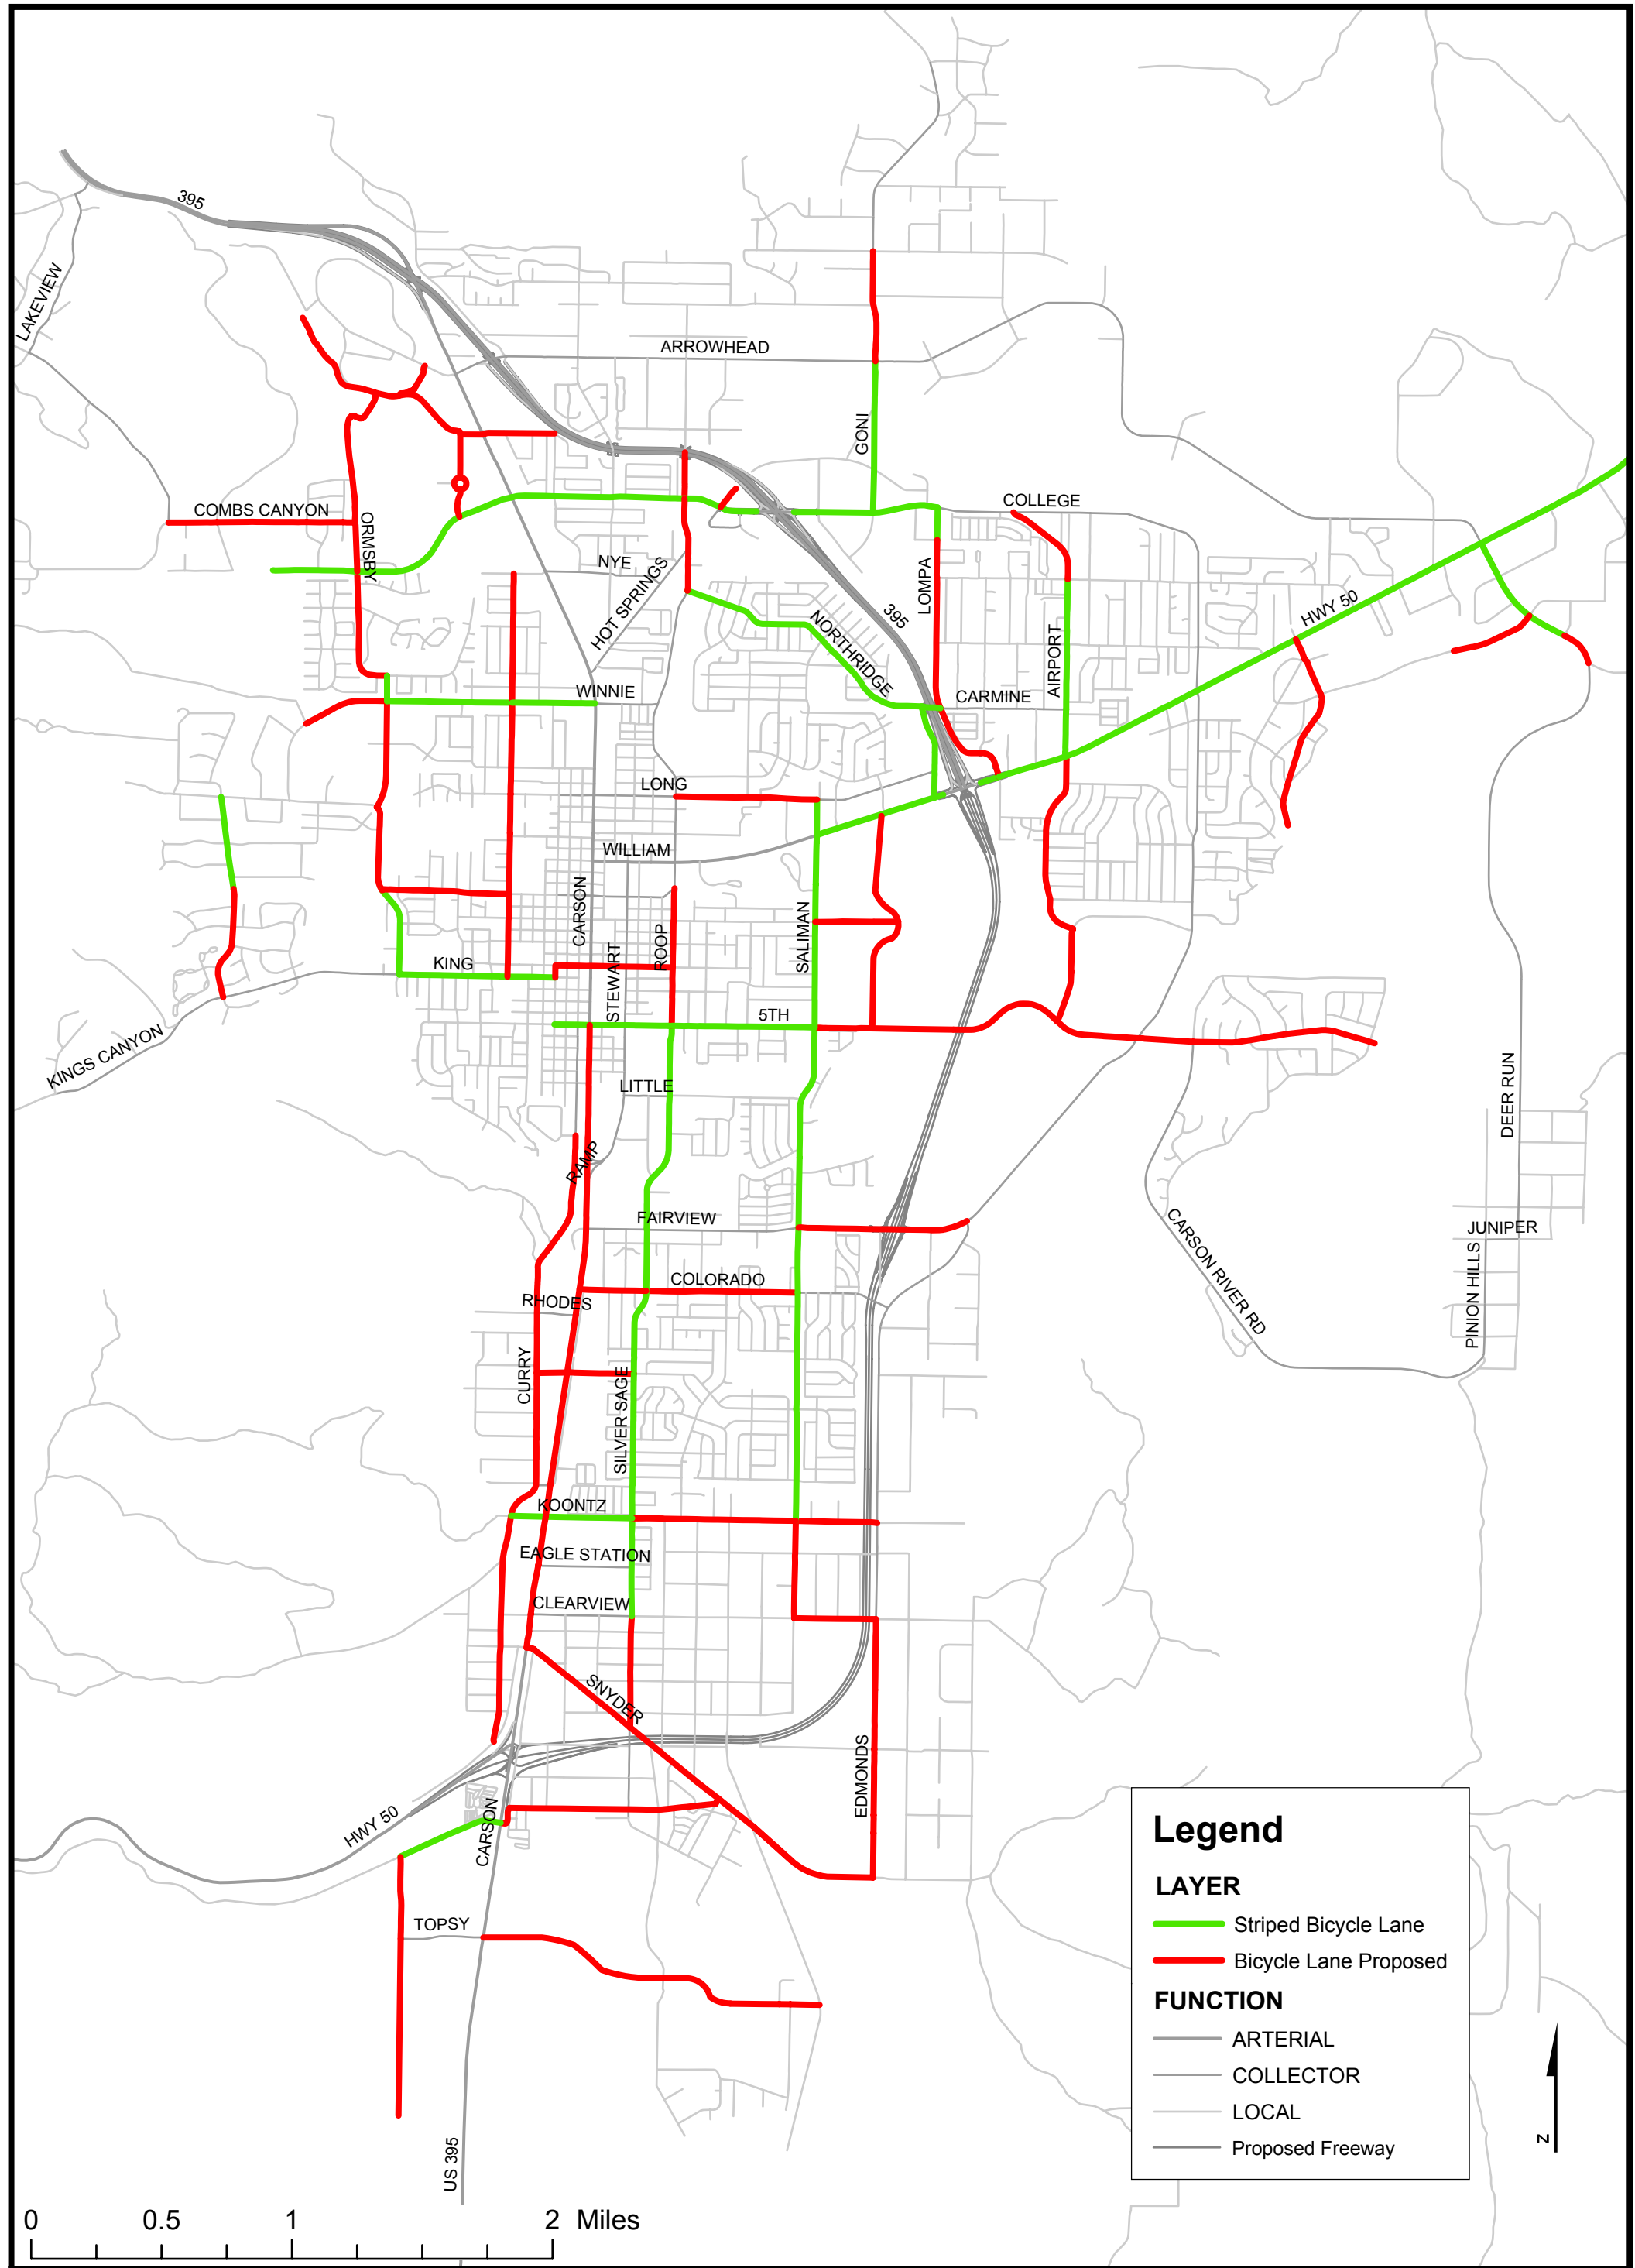 395
LAKEVIEW
ARROWHEAD
GONI
COMBS CANYON
COLLEGE
ORMSBY
NYE
HOT SPRINGS
LOMPA
395
HWY 50
NORTHRIDGE
AIRPORT
WINNIE
CARMINE
LONG
WILLIAM
CARSON
SALIMAN
ROOP
STEWART
KING
5TH
KINGS CANYON
LITTLE
DEER RUN
RAMP
FAIRVIEW
CARSON RIVER RD
JUNIPER
PINION HILLS
COLORADO
RHODES
CURRY
SILVER SAGE
KOONTZ
EAGLE STATION
CLEARVIEW
SNYDER
EDMONDS
HWY 50
CARSON
TOPSY
US 395
Legend
LAYER
Striped Bicycle Lane
Bicycle Lane Proposed
FUNCTION
ARTERIAL
COLLECTOR
LOCAL
Proposed Freeway
N
0 0.5 1 2 Miles